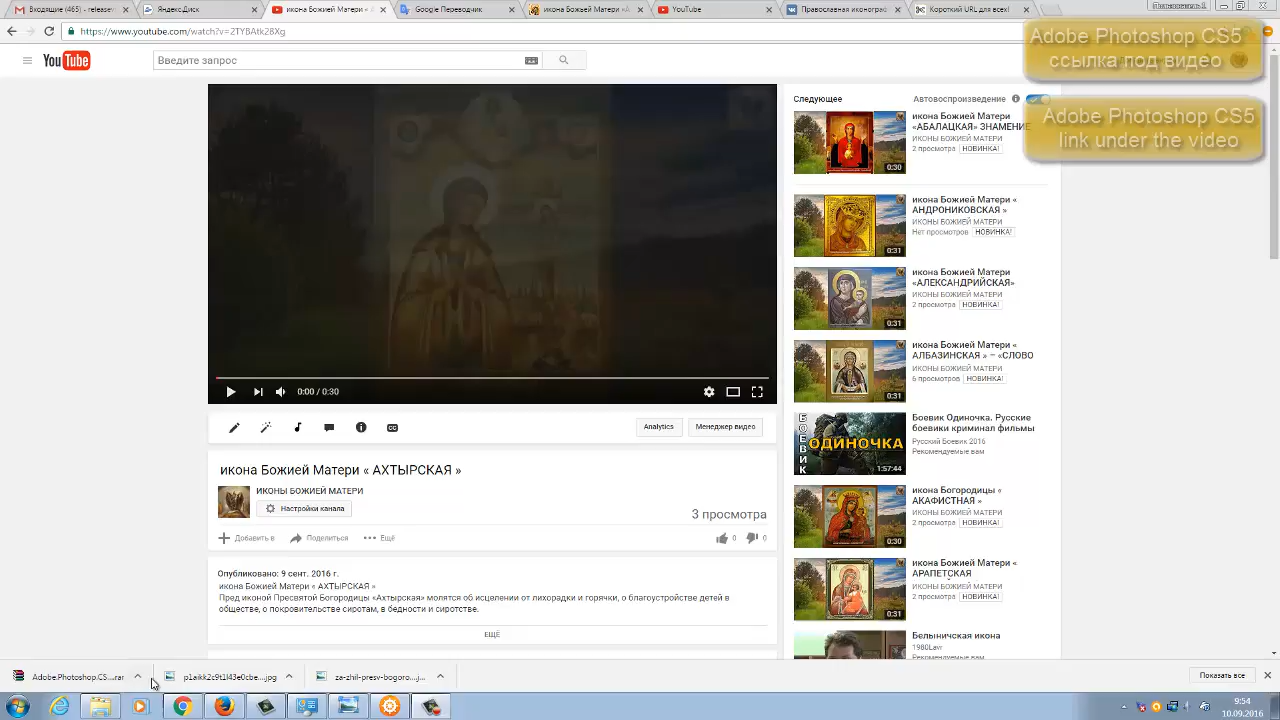 Входящие (465) - maxavervy
Яндекс.Диск
икона Божией Матери «
Google Переводчик
икона Божией Матери «А
YouTube
Православная иконограф
Короткий URL для всех!
https://www.youtube.com/watch?v=2TYBAtk28Xg
YouTube
Введите запрос
Adobe Photoshop CS5
ссылка под видео
Adobe Photoshop CS5
link under the video
Следующее
Автовоспроизведение
икона Божией Матери
«АБАЛАЦКАЯ» ЗНАМЕНИЕ
ИКОНЫ БОЖИЕЙ МАТЕРИ
2 просмотра НОВИНКА!
0:30
икона Божией Матери «
АНДРОНИКОВСКАЯ »
ИКОНЫ БОЖИЕЙ МАТЕРИ
Нет просмотров НОВИНКА!
0:31
икона Божией Матери
«АЛЕКСАНДРИЙСКАЯ»
ИКОНЫ БОЖИЕЙ МАТЕРИ
2 просмотра НОВИНКА!
0:31
икона Божией Матери «
АЛБАЗИНСКАЯ » – «СЛОВО
ИКОНЫ БОЖИЕЙ МАТЕРИ
6 просмотров НОВИНКА!
0:31
БОЕВИК
ОДИНОЧКА
1:57:44
Боевик Одиночка. Русские
боевики криминал фильмы
Русский Боевик 2016
Рекомендуемые вам
икона Богородицы «
АКАФИСТНАЯ »
ИКОНЫ БОЖИЕЙ МАТЕРИ
2 просмотра НОВИНКА!
0:30
икона Божией Матери «
АРАПЕТСКАЯ
ИКОНЫ БОЖИЕЙ МАТЕРИ
2 просмотра НОВИНКА!
0:31
Белыничская икона
1980Lavr
Рекомендуемые вам
0:00 / 0:30
Analytics
Менеджер видео
икона Божией Матери « АХТЫРСКАЯ »
ИКОНЫ БОЖИЕЙ МАТЕРИ
Настройки канала
3 просмотра
Добавить в
Поделиться
Ещё
0
0
Опубликовано: 9 сент. 2016 г.
икона Божией Матери « АХТЫРСКАЯ »
Пред иконой Пресвятой Богородицы «Ахтырская» молятся об исцелении от лихорадки и горячки, о благоустройстве детей в
обществе, о покровительстве сиротам, в бедности и сиротстве.
ЕЩЁ
Adobe.Photoshop.CS....rar
p1aikk2c9t1l43e0cbe....jpg
za-zhil-presv-bogoro....j...
Показать все
9:54
10.09.2016